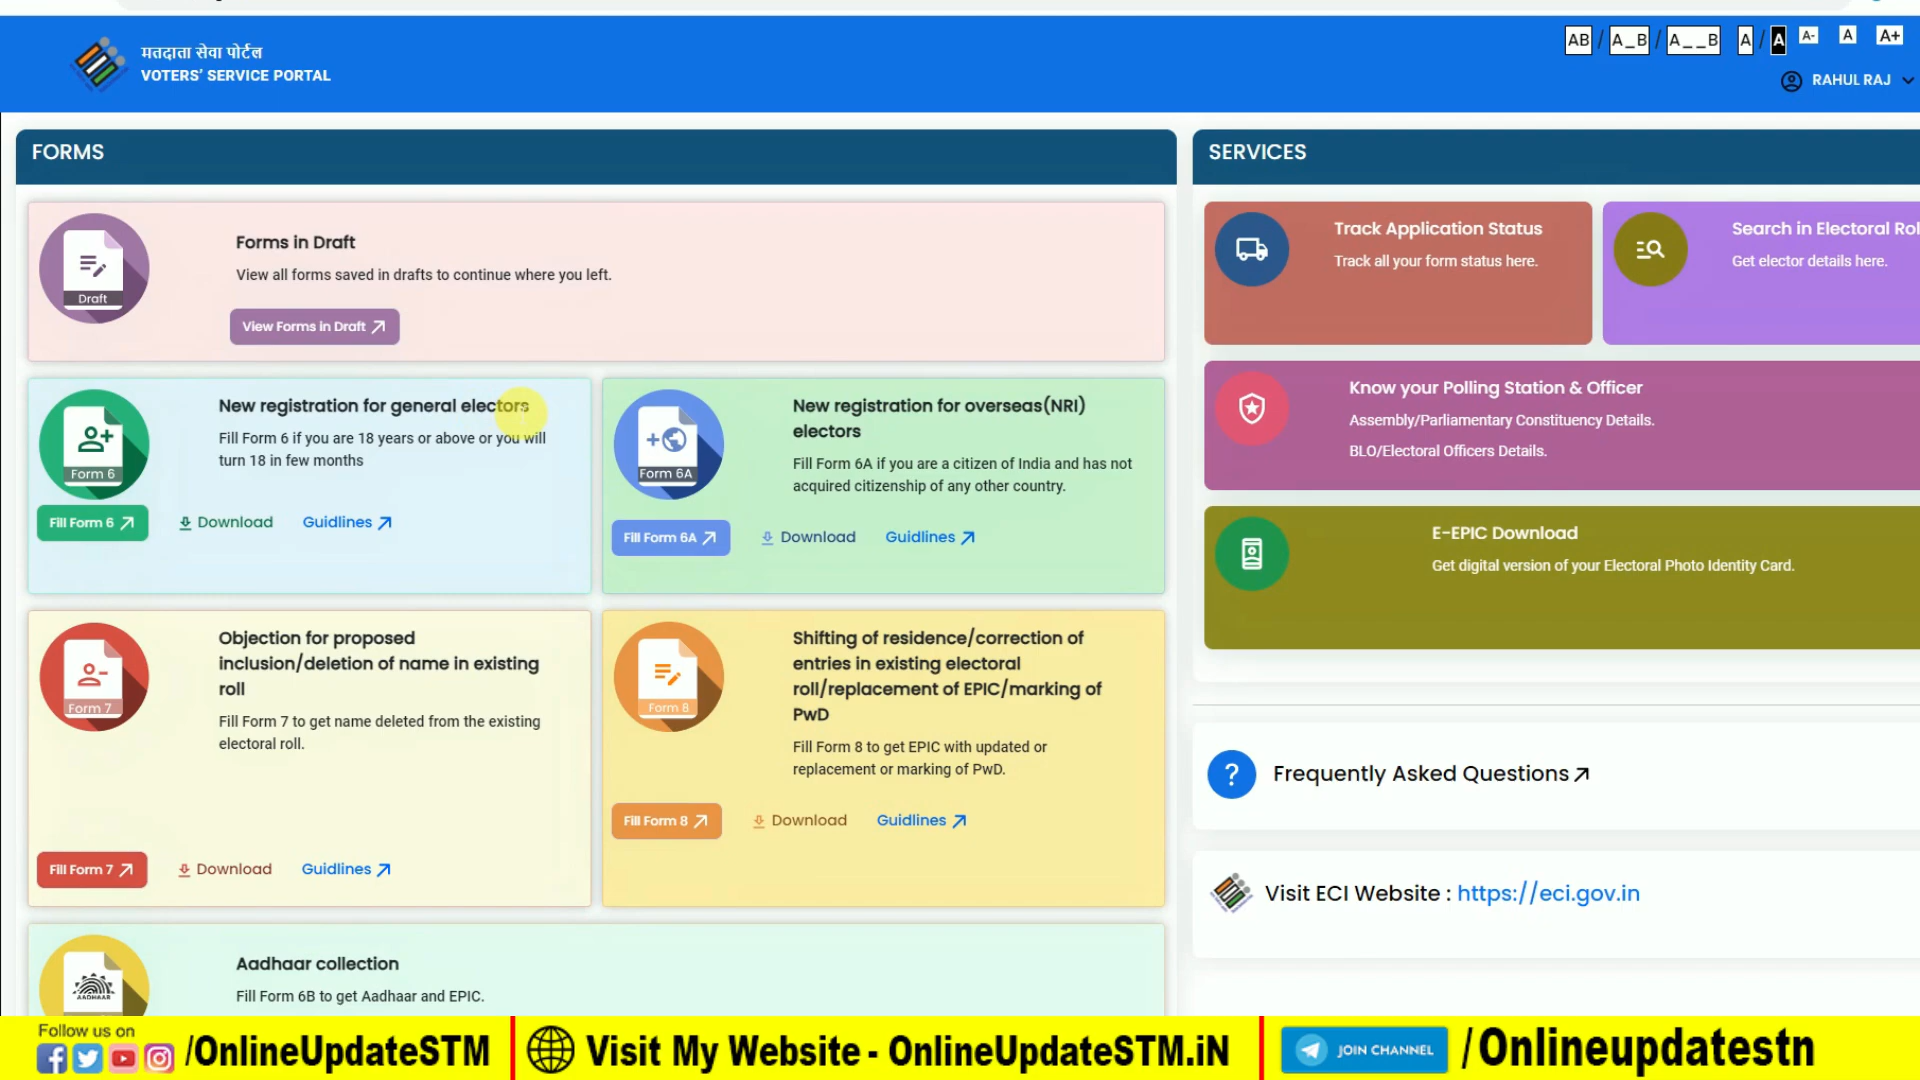 मतदाता सेवा पोर्टल
VOTERS' SERVICE PORTAL
AB / A_B / A__B A / A A- A A+
RAHUL RAJ
FORMS
Draft
Forms in Draft
View all forms saved in drafts to continue where you left.
View Forms in Draft
Form 6
New registration for general electors
Fill Form 6 if you are 18 years or above or you will
turn 18 in few months
Fill Form 6
Download
Guidlines
Form 6A
New registration for overseas(NRI)
electors
Fill Form 6A if you are a citizen of India and has not
acquired citizenship of any other country.
Fill Form 6A
Download
Guidlines
Form 7
Objection for proposed
inclusion/deletion of name in existing
roll
Fill Form 7 to get name deleted from the existing
electoral roll.
Fill Form 7
Download
Guidlines
Form 8
Shifting of residence/correction of
entries in existing electoral
roll/replacement of EPIC/marking of
PwD
Fill Form 8 to get EPIC with updated or
replacement or marking of PwD.
Fill Form 8
Download
Guidlines
AADHAAR
Aadhaar collection
Fill Form 6B to get Aadhaar and EPIC.
SERVICES
Track Application Status
Track all your form status here.
Search in Electoral Rol
Get elector details here.
Know your Polling Station & Officer
Assembly/Parliamentary Constituency Details.
BLO/Electoral Officers Details.
E-EPIC Download
Get digital version of your Electoral Photo Identity Card.
? Frequently Asked Questions
Visit ECI Website : https://eci.gov.in
Follow us on
/OnlineUpdateSTM
Visit My Website - OnlineUpdateSTM.iN
JOIN CHANNEL
/Onlineupdatestn